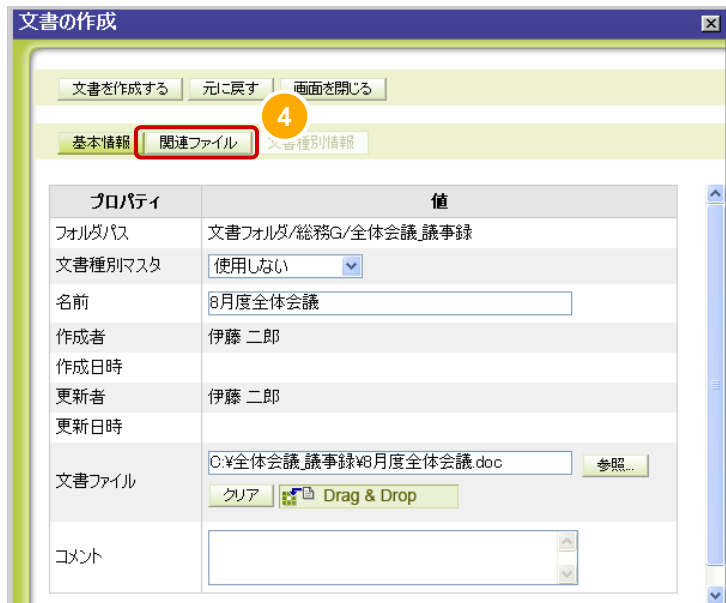 文書の作成
文書を作成する 元に戻す 画面を閉じる
4
基本情報 関連ファイル 文書種別情報
プロパティ 値
フォルダパス 文書フォルダ/総務G/全体会議_議事録
文書種別マスタ 使用しない
名前 8月度全体会議
作成者 伊藤 二郎
作成日時
更新者 伊藤 二郎
更新日時
文書ファイル C:¥全体会議_議事録¥8月度全体会議.doc 参照...
クリア Drag & Drop
コメント